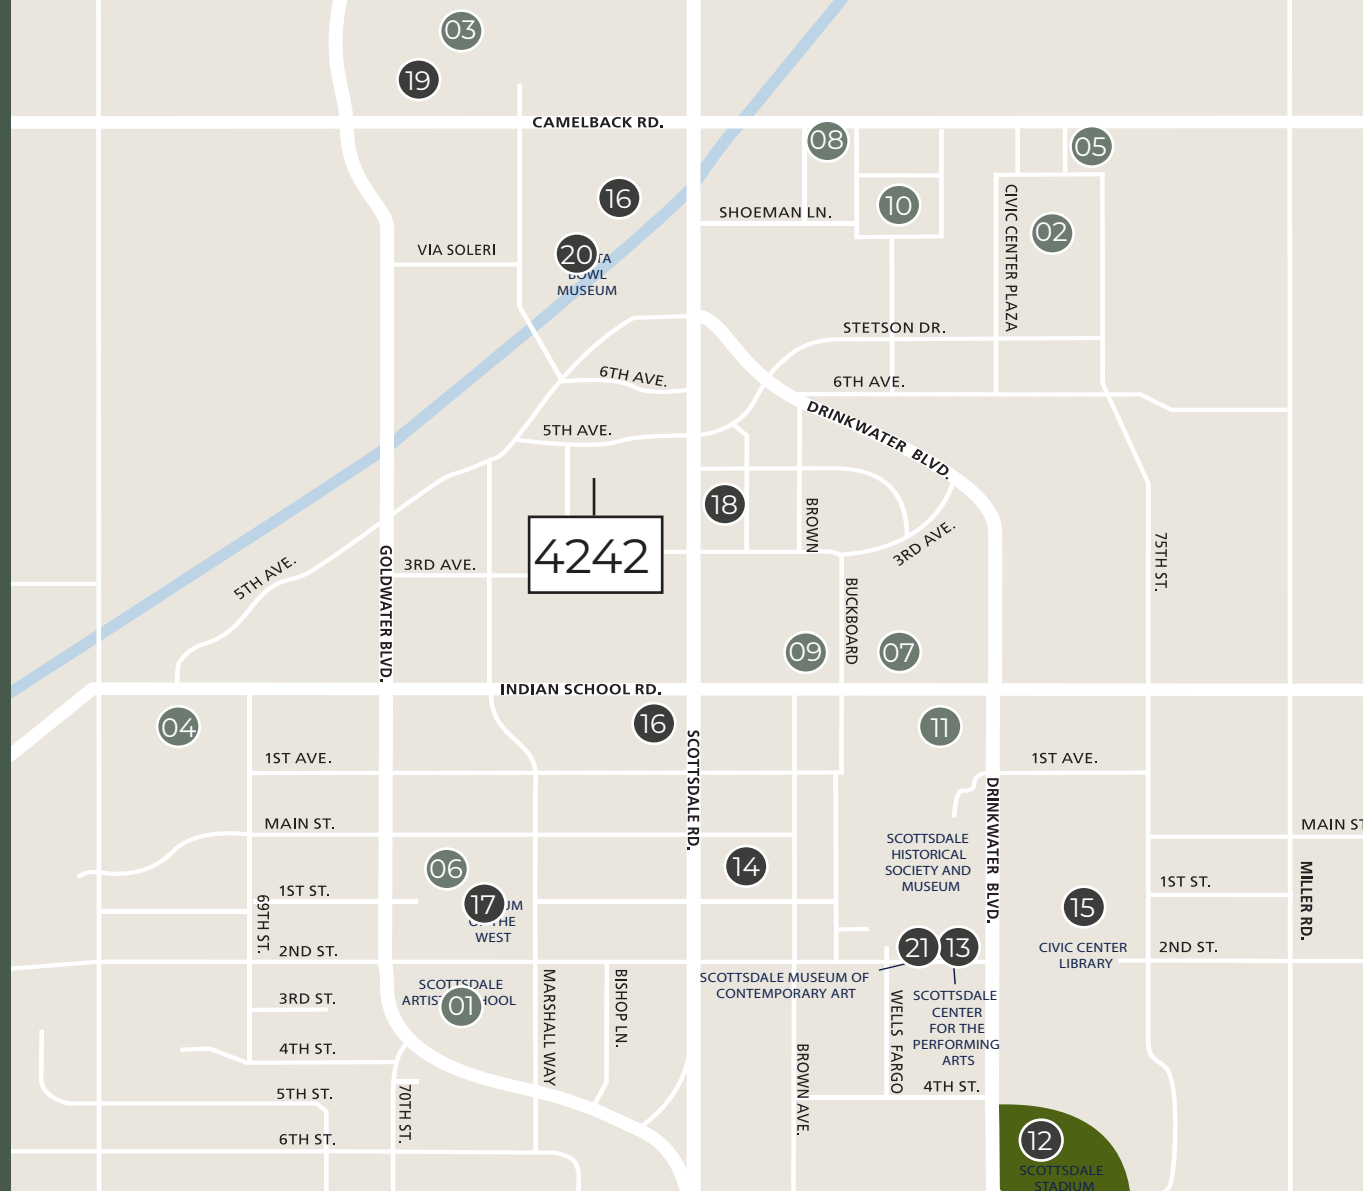 03
19
CAMELBACK RD.
08
05
16
10
SHOEMAN LN.
CIVIC CENTER PLAZA
02
VIA SOLERI
20
BOWL
MUSEUM
STETSON DR.
6TH AVE.
6TH AVE.
DRINKWATER BLVD.
5TH AVE.
18
BROWN
4242
3RD AVE.
75TH ST.
5TH AVE.
GOLDWATER BLVD.
3RD AVE.
BUCKBOARD
09
07
INDIAN SCHOOL RD.
04
16
11
SCOTTSDALE RD.
1ST AVE.
1ST AVE.
DRINKWATER BLVD.
MAIN ST.
MAIN ST
SCOTTSDALE
HISTORICAL
SOCIETY AND
MUSEUM
06
14
MILLER RD.
1ST ST.
1ST ST.
69TH ST.
17
THE
WEST
15
21
13
2ND ST.
CIVIC CENTER
LIBRARY
2ND ST.
SCOTTSDALE MUSEUM OF
CONTEMPORARY ART
SCOTTSDALE
01
MARSHALL WAY
BISHOP LN.
WELLS FARGO
SCOTTSDALE
CENTER
FOR THE
PERFORMING
ARTS
3RD ST.
4TH ST.
4TH ST.
5TH ST.
70TH ST.
BROWN AVE.
6TH ST.
12
SCOTTSDALE
STADIUM